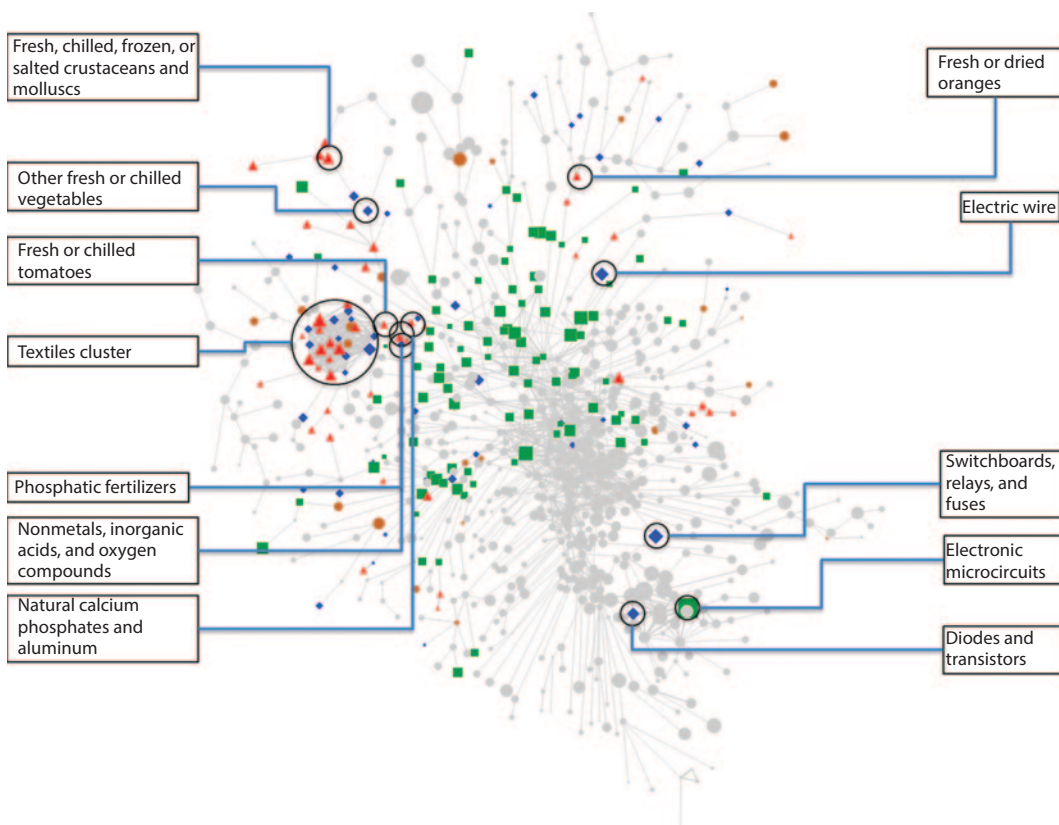 Fresh, chilled, frozen, or
salted crustaceans and
molluscs
Other fresh or chilled
vegetables
Fresh or chilled
tomatoes
Textiles cluster
Phosphatic fertilizers
Nonmetals, inorganic
acids, and oxygen
compounds
Natural calcium
phosphates and
aluminum
Fresh or dried
oranges
Electric wire
Switchboards,
relays, and
fuses
Electronic
microcircuits
Diodes and
transistors